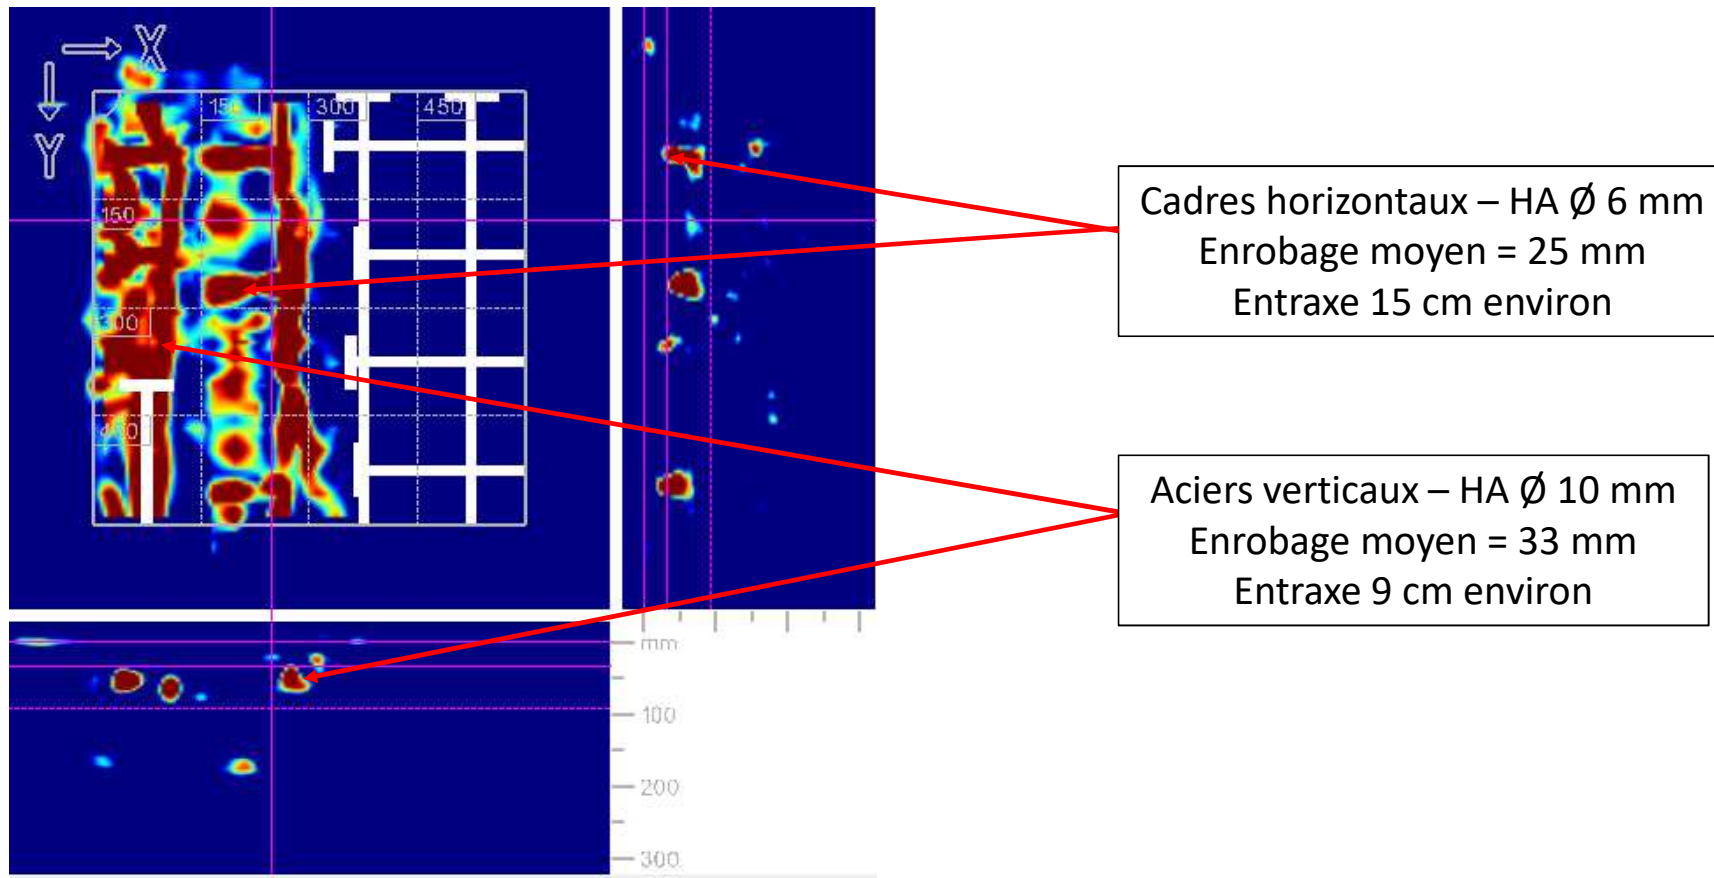 X
Y
150
300
450
150
300
450
mm
100
200
300
Cadres horizontaux – HA Ø 6 mm
Enrobage moyen = 25 mm
Entraxe 15 cm environ
Aciers verticaux – HA Ø 10 mm
Enrobage moyen = 33 mm
Entraxe 9 cm environ